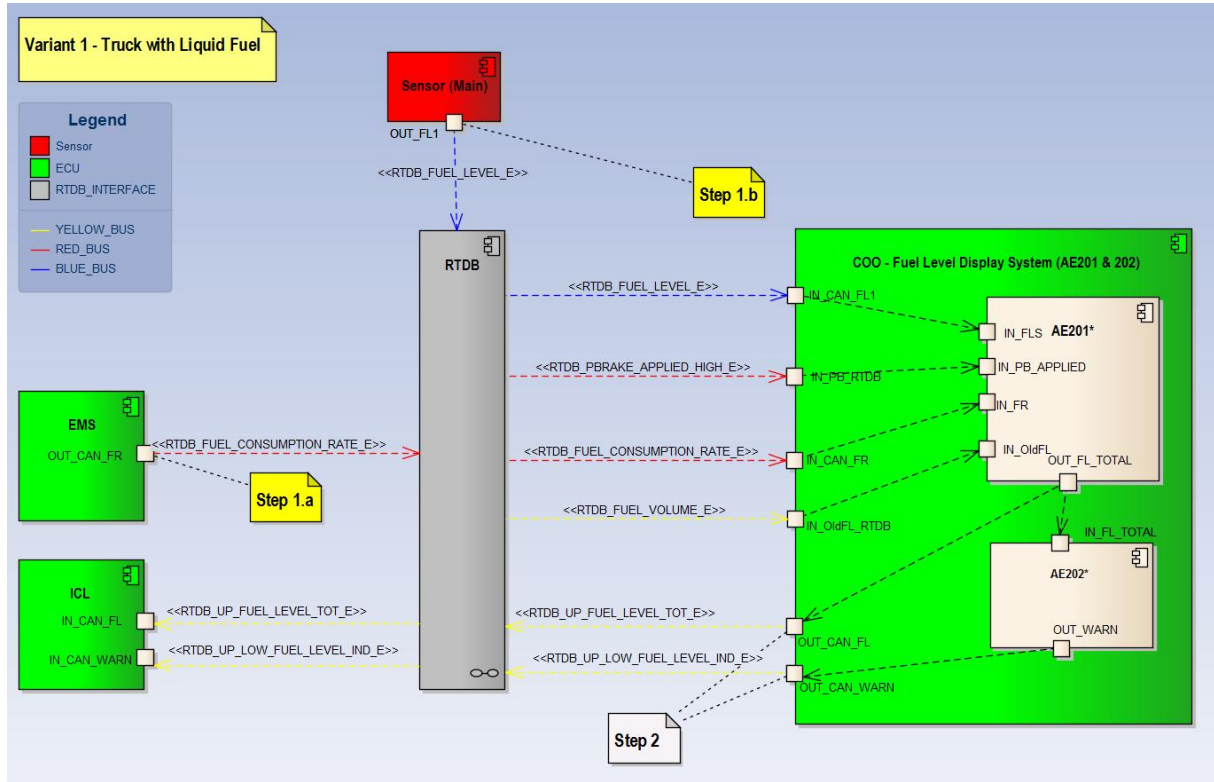 Variant 1 - Truck with Liquid Fuel
Legend
Sensor
ECU
RTDB_INTERFACE
YELLOW_BUS
RED_BUS
BLUE_BUS
Sensor (Main)
OUT_FL1
<<RTDB_FUEL_LEVEL_E>>
Step 1.b
RTDB
COO - Fuel Level Display System (AE201 & 202)
<<RTDB_FUEL_LEVEL_E>>
IN_CAN_FL1
AE201*
IN_FLS
<<RTDB_PBRAKE_APPLIED_HIGH_E>>
IN_PB_RTDB
IN_PB_APPLIED
IN_FR
EMS
OUT_CAN_FR
<<RTDB_FUEL_CONSUMPTION_RATE_E>>
<<RTDB_FUEL_CONSUMPTION_RATE_E>>
IN_CAN_FR
IN_OldFL
OUT_FL_TOTAL
Step 1.a
<<RTDB_FUEL_VOLUME_E>>
IN_OldFL_RTDB
IN_FL_TOTAL
AE202*
OUT_WARN
ICL
IN_CAN_FL
IN_CAN_WARN
<<RTDB_UP_FUEL_LEVEL_TOT_E>>
<<RTDB_UP_FUEL_LEVEL_TOT_E>>
OUT_CAN_FL
<<RTDB_UP_LOW_FUEL_LEVEL_IND_E>>
<<RTDB_UP_LOW_FUEL_LEVEL_IND_E>>
OUT_CAN_WARN
Step 2